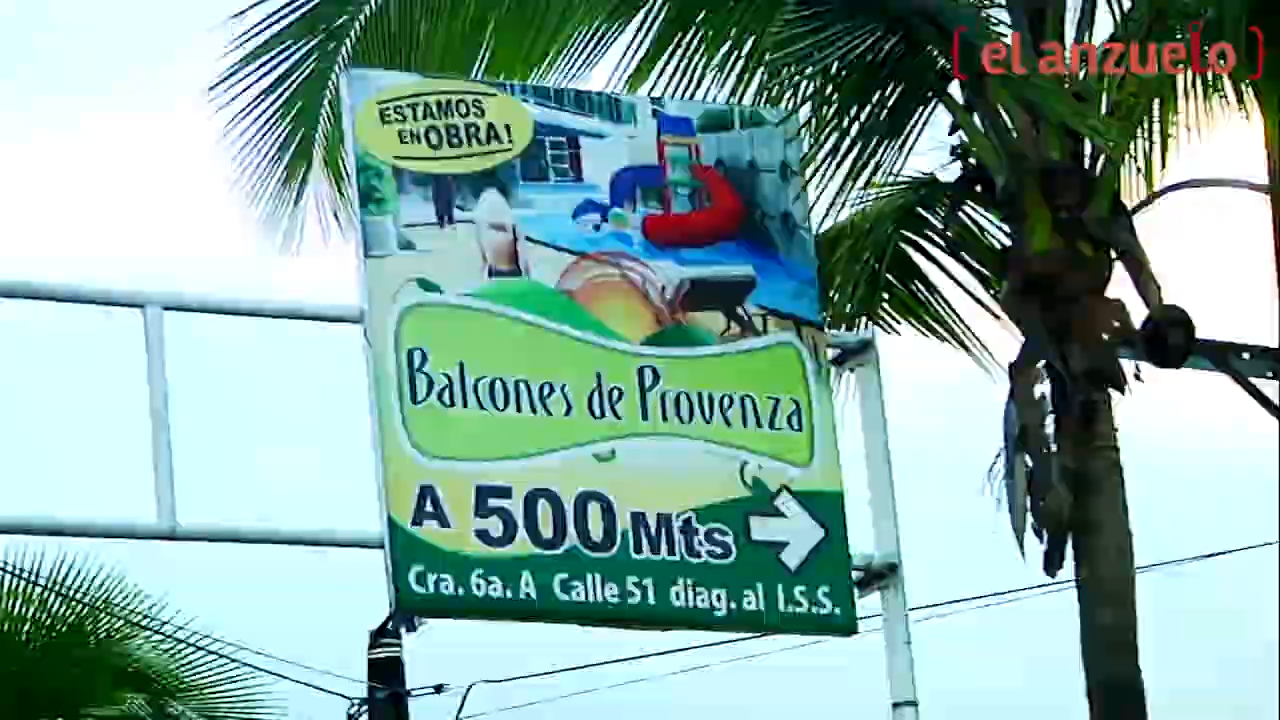 [ el anzuelo ]
ESTAMOS
EN OBRA!
Balcones de Provenza
A 500 Mts
Cra. 6a. A Calle 51 diag. al I.S.S.